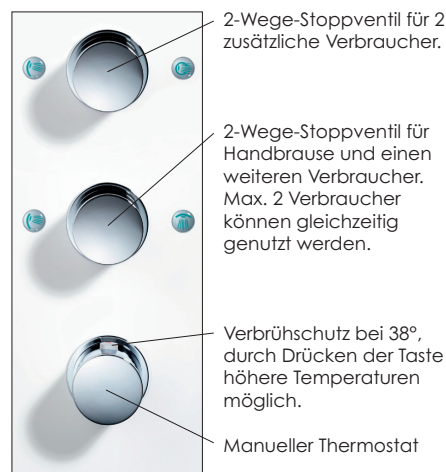 2-Wege-Stoppventil für 2
zusätzliche Verbraucher.
2-Wege-Stoppventil für
Handbrause und einen
weiteren Verbraucher.
Max. 2 Verbraucher
können gleichzeitig
genutzt werden.
Verbrühschutz bei 38°,
durch Drücken der Taste
höhere Temperaturen
möglich.
Manueller Thermostat